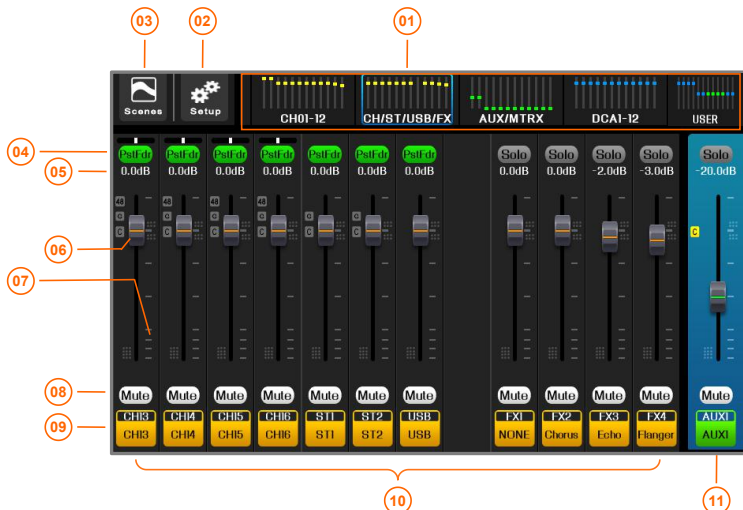 03 02 01
Scenes Setup CH01-12 CH/ST/USB/FX AUX/MTRX DCA1-12 USER
04 PstFdr PstFdr PstFdr PstFdr PstFdr PstFdr PstFdr Solo Solo Solo Solo Solo
05 0.0dB 0.0dB 0.0dB 0.0dB 0.0dB 0.0dB 0.0dB 0.0dB 0.0dB -2.0dB -3.0dB -20.0dB
48 48 48 48
G G G G G G
06 C C C C C C C
07
08 Mute Mute Mute Mute Mute Mute Mute Mute Mute Mute Mute Mute
CH13 CH14 CH15 CH16 ST1 ST2 USB FX1 FX2 FX3 FX4 AUX1
09 CH13 CH14 CH15 CH16 ST1 ST2 USB NONE Chorus Echo Flanger AUX1
10 11